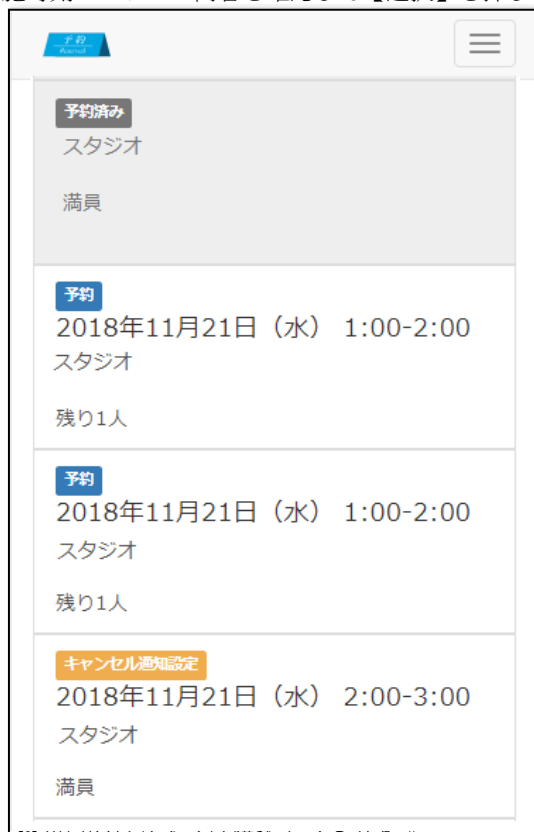 予約
予約済み
スタジオ
満員
予約
2018年11月21日（水） 1:00-2:00
スタジオ
残り1人
予約
2018年11月21日（水） 1:00-2:00
スタジオ
残り1人
キャンセル通知設定
2018年11月21日（水） 2:00-3:00
スタジオ
満員